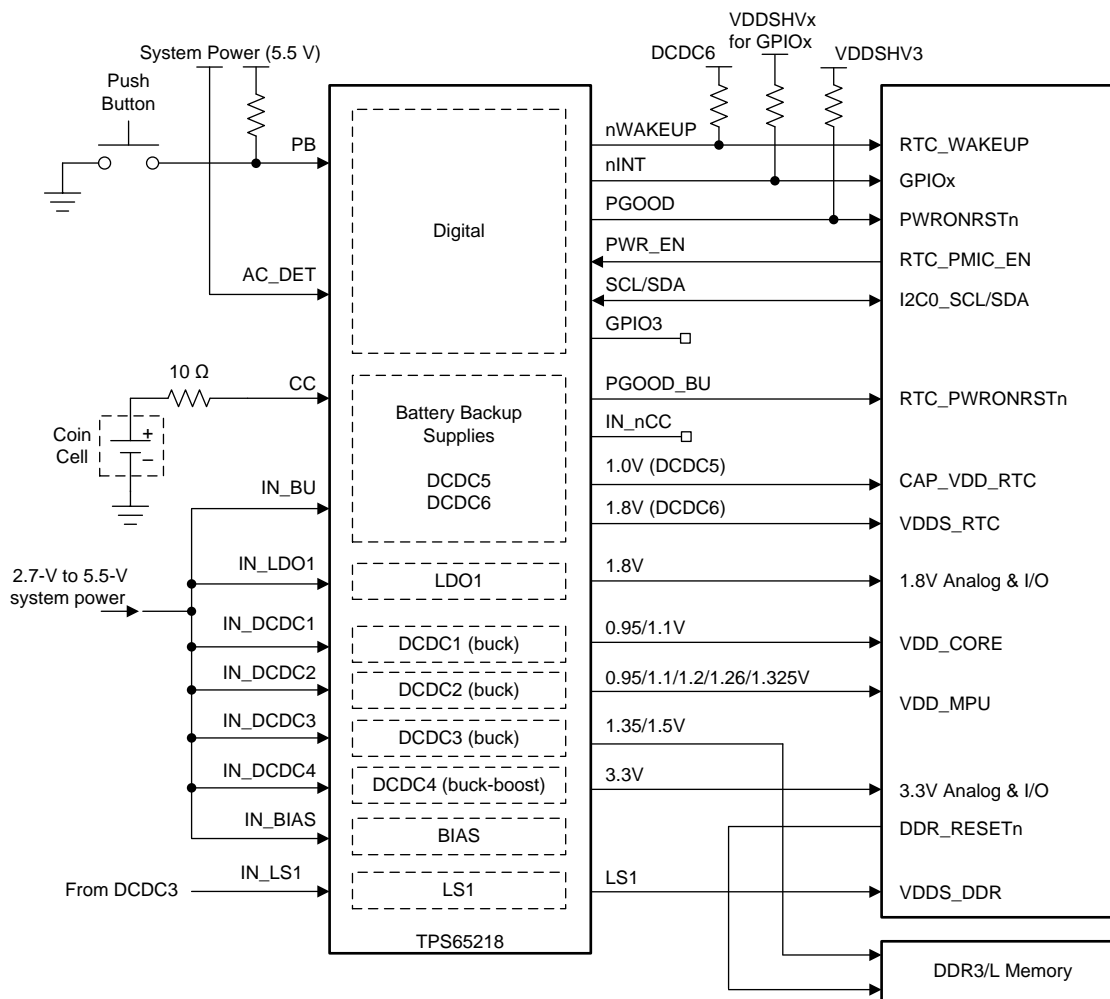 System Power (5.5 V)
Push
Button
PB
AC_DET
10 Ω
CC
Coin
Cell
+
–
IN_BU
2.7-V to 5.5-V
system power
IN_LDO1
IN_DCDC1
IN_DCDC2
IN_DCDC3
IN_DCDC4
IN_BIAS
IN_LS1
From DCDC3
Digital
Battery Backup
Supplies
DCDC5
DCDC6
LDO1
DCDC1 (buck)
DCDC2 (buck)
DCDC3 (buck)
DCDC4 (buck-boost)
BIAS
LS1
TPS65218
DCDC6
VDDSHVx
for GPIOx
VDDSHV3
nWAKEUP
nINT
PGOOD
PWR_EN
SCL/SDA
GPIO3
PGOOD_BU
IN_nCC
1.0V (DCDC5)
1.8V (DCDC6)
1.8V
0.95/1.1V
0.95/1.1/1.2/1.26/1.325V
1.35/1.5V
3.3V
LS1
RTC_WAKEUP
GPIOx
PWRONRSTn
RTC_PMIC_EN
I2C0_SCL/SDA
RTC_PWRONRSTn
CAP_VDD_RTC
VDDS_RTC
1.8V Analog & I/O
VDD_CORE
VDD_MPU
3.3V Analog & I/O
DDR_RESETn
VDDS_DDR
DDR3/L Memory